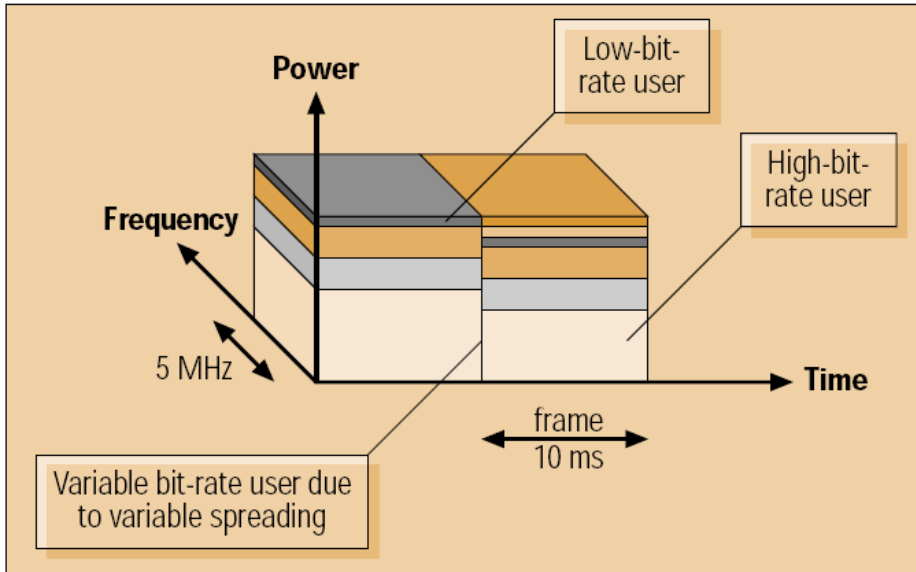 Low-bit-
rate user
Power
High-bit-
rate user
Frequency
5 MHz
Time
frame
10 ms
Variable bit-rate user due
to variable spreading